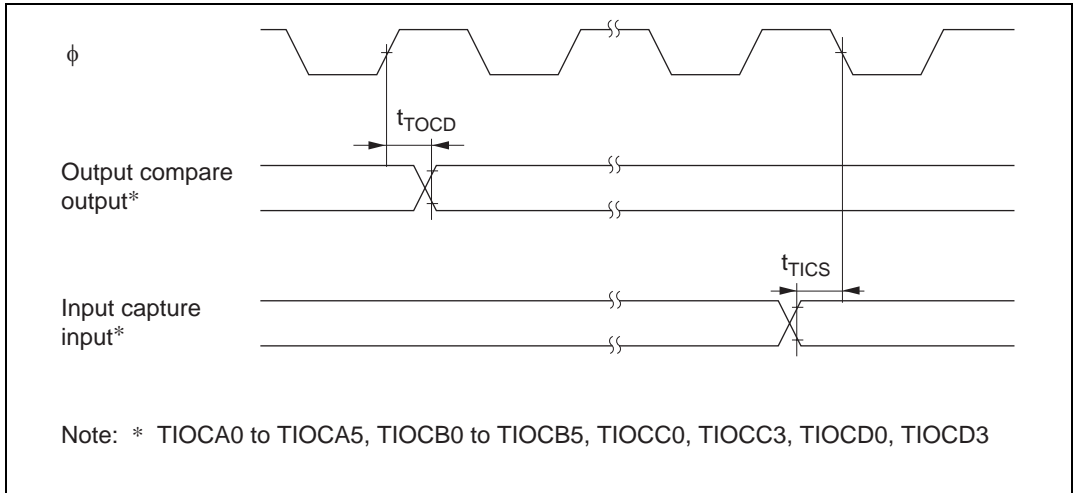 ϕ
tTOCD
Output compare
output*
tTICS
Input capture
input*
Note: * TIOCA0 to TIOCA5, TIOCB0 to TIOCB5, TIOCC0, TIOCC3, TIOCD0, TIOCD3